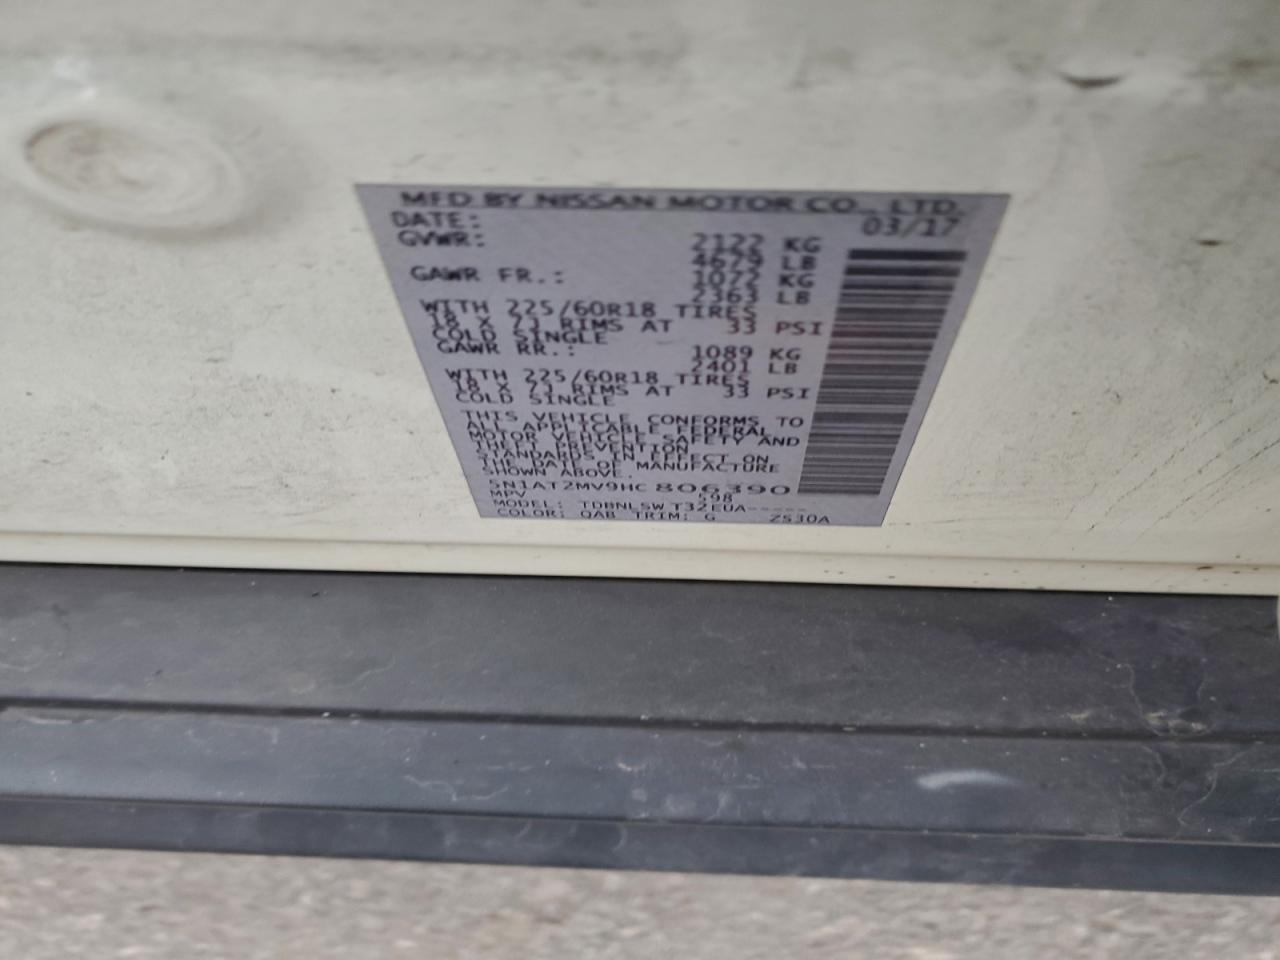 MFD BY NISSAN MOTOR CO., LTD.
DATE: 03/17
GVWR: 2122 KG
4679 LB
GAWR FR.: 1072 KG
2363 LB
WITH 225/60R18 TIRES
18 X 7J RIMS AT 33 PSI
COLD SINGLE
GAWR RR.: 1089 KG
2401 LB
WITH 225/60R18 TIRES
18 X 7J RIMS AT 33 PSI
COLD SINGLE
THIS VEHICLE CONFORMS TO
ALL APPLICABLE FEDERAL
MOTOR VEHICLE SAFETY AND
THEFT PREVENTION
STANDARDS IN EFFECT ON
THE DATE OF MANUFACTURE
SHOWN ABOVE.
5N1AT2MV9HC806390
MPV 598
MODEL: TDBNLSWT32EUA-----
COLOR: QAB TRIM: G ZS30A